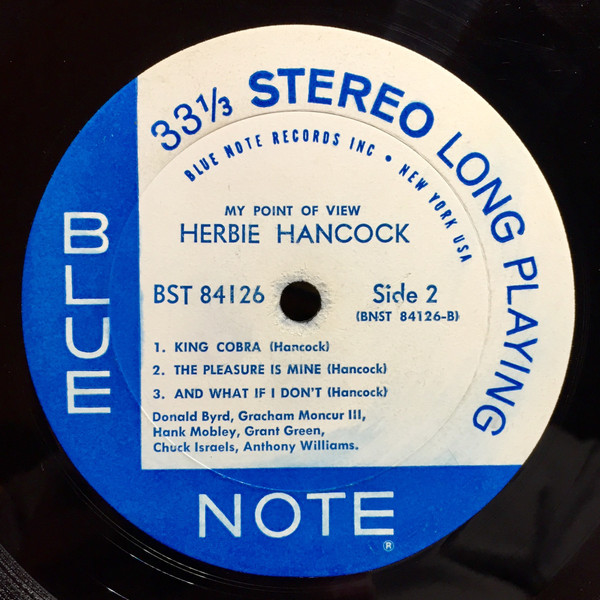 33⅓ STEREO LONG PLAYING
BLUE NOTE RECORDS INC • NEW YORK USA
MY POINT OF VIEW
HERBIE HANCOCK
BST 84126
Side 2
(BNST 84126-B)
1. KING COBRA (Hancock)
2. THE PLEASURE IS MINE (Hancock)
3. AND WHAT IF I DON'T (Hancock)
Donald Byrd, Gracham Moncur III,
Hank Mobley, Grant Green,
Chuck Israels, Anthony Williams.
BLUE
NOTE
®